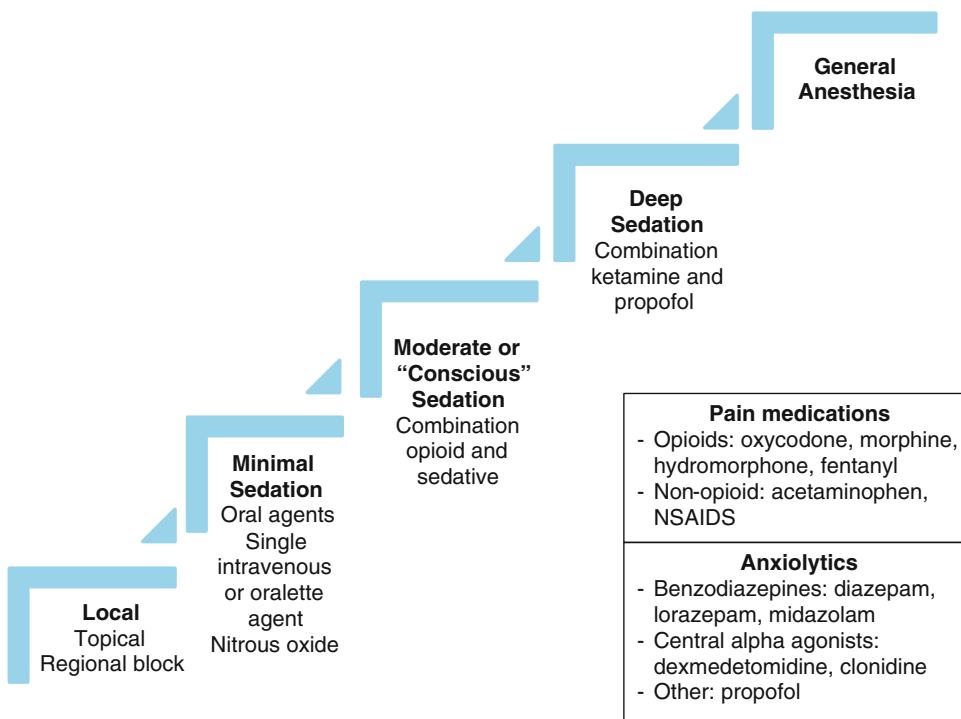 General
Anesthesia
Deep
Sedation
Combination
ketamine and
propofol
Moderate or
“Conscious”
Sedation
Combination
opioid and
sedative
Minimal
Sedation
Oral agents
Single
intravenous
or oralette
agent
Nitrous oxide
Local
Topical
Regional block
Pain medications
- Opioids: oxycodone, morphine,
hydromorphone, fentanyl
- Non-opioid: acetaminophen,
NSAIDS
Anxiolytics
- Benzodiazepines: diazepam,
lorazepam, midazolam
- Central alpha agonists:
dexmedetomidine, clonidine
- Other: propofol